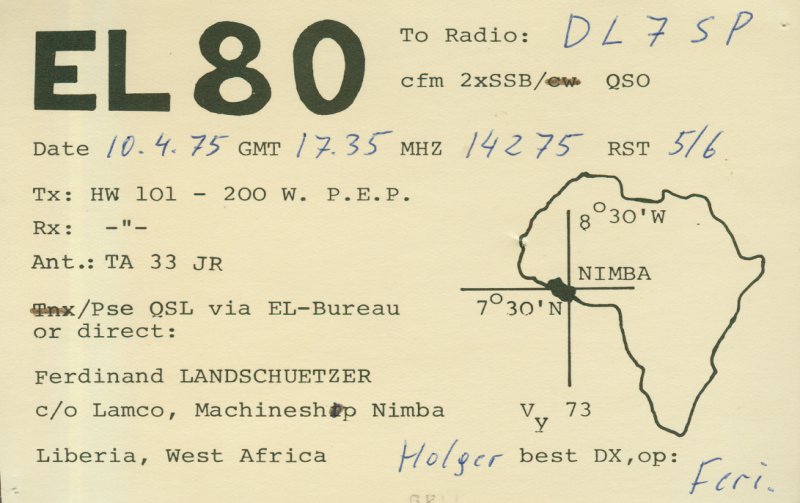 EL80
To Radio: DL7SP
cfm 2xSSB/cw QSO
Date 10.4.75 GMT 17.35 MHZ 14275 RST 5/6
Tx: HW 101 - 200 W. P.E.P.
Rx: -"-
Ant.: TA 33 JR
8°30'W
NIMBA
7°30'N
Tnx/Pse QSL via EL-Bureau
or direct:
Ferdinand LANDSCHUETZER
c/o Lamco, Machineshop Nimba
Vy 73
Liberia, West Africa Holger best DX,op: Feri.